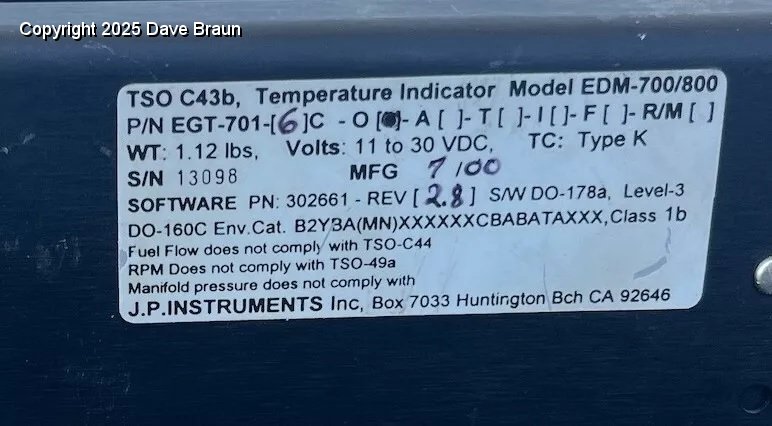 Copyright 2025 Dave Braun
TSO C43b, Temperature Indicator Model EDM-700/800
P/N EGT-701-[6]C - O [●]- A [ ]- T [ ]- I [ ]- F [ ]- R/M [ ]
WT: 1.12 lbs, Volts: 11 to 30 VDC, TC: Type K
S/N 13098 MFG 7/00
SOFTWARE PN: 302661 - REV [2.8] S/W DO-178a, Level-3
DO-160C Env.Cat. B2YBA(MN)XXXXXXCBABATAXXX,Class 1b
Fuel Flow does not comply with TSO-C44
RPM Does not comply with TSO-49a
Manifold pressure does not comply with
J.P.INSTRUMENTS Inc, Box 7033 Huntington Bch CA 92646